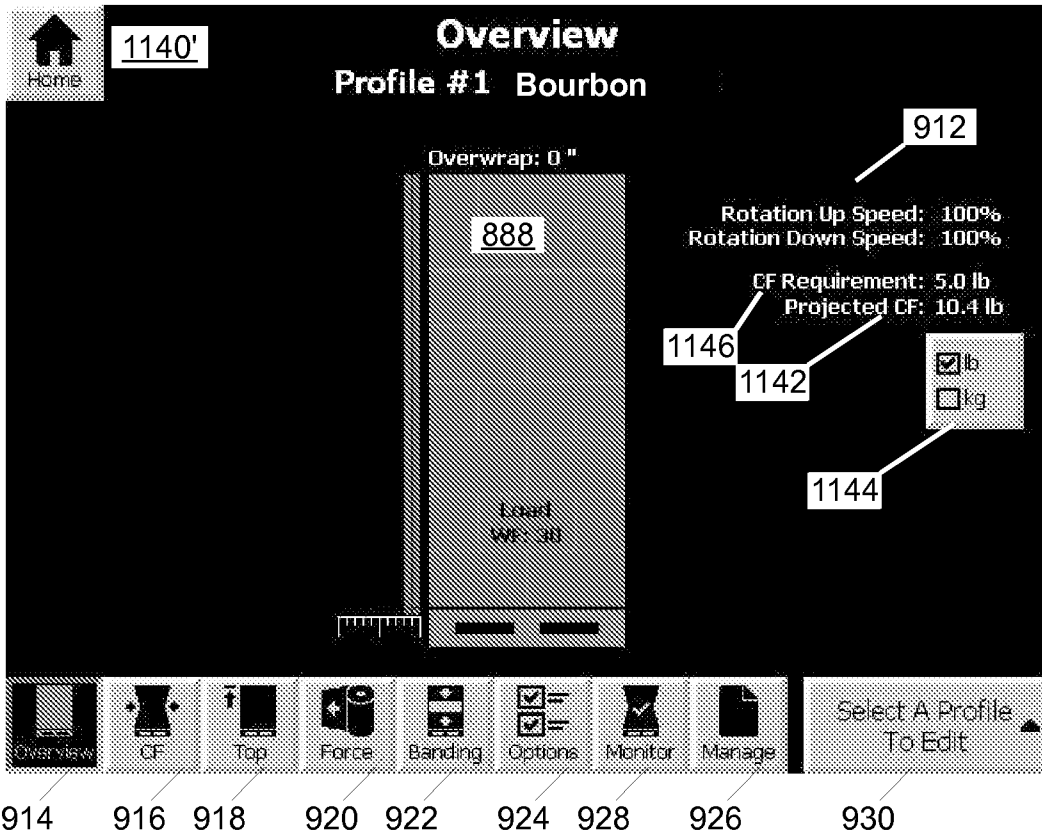 Home
1140'
Overview
Profile #1 Bourbon
912
Overwrap: 0 "
888
Rotation Up Speed: 100%
Rotation Down Speed: 100%
CF Requirement: 5.0 lb
Projected CF: 10.4 lb
1146
1142
lb
kg
1144
Load
WF: 30
Overview
CF
Top
Force
Banding
Options
Monitor
Manage
Select A Profile
To Edit
914 916 918 920 922 924 928 926 930